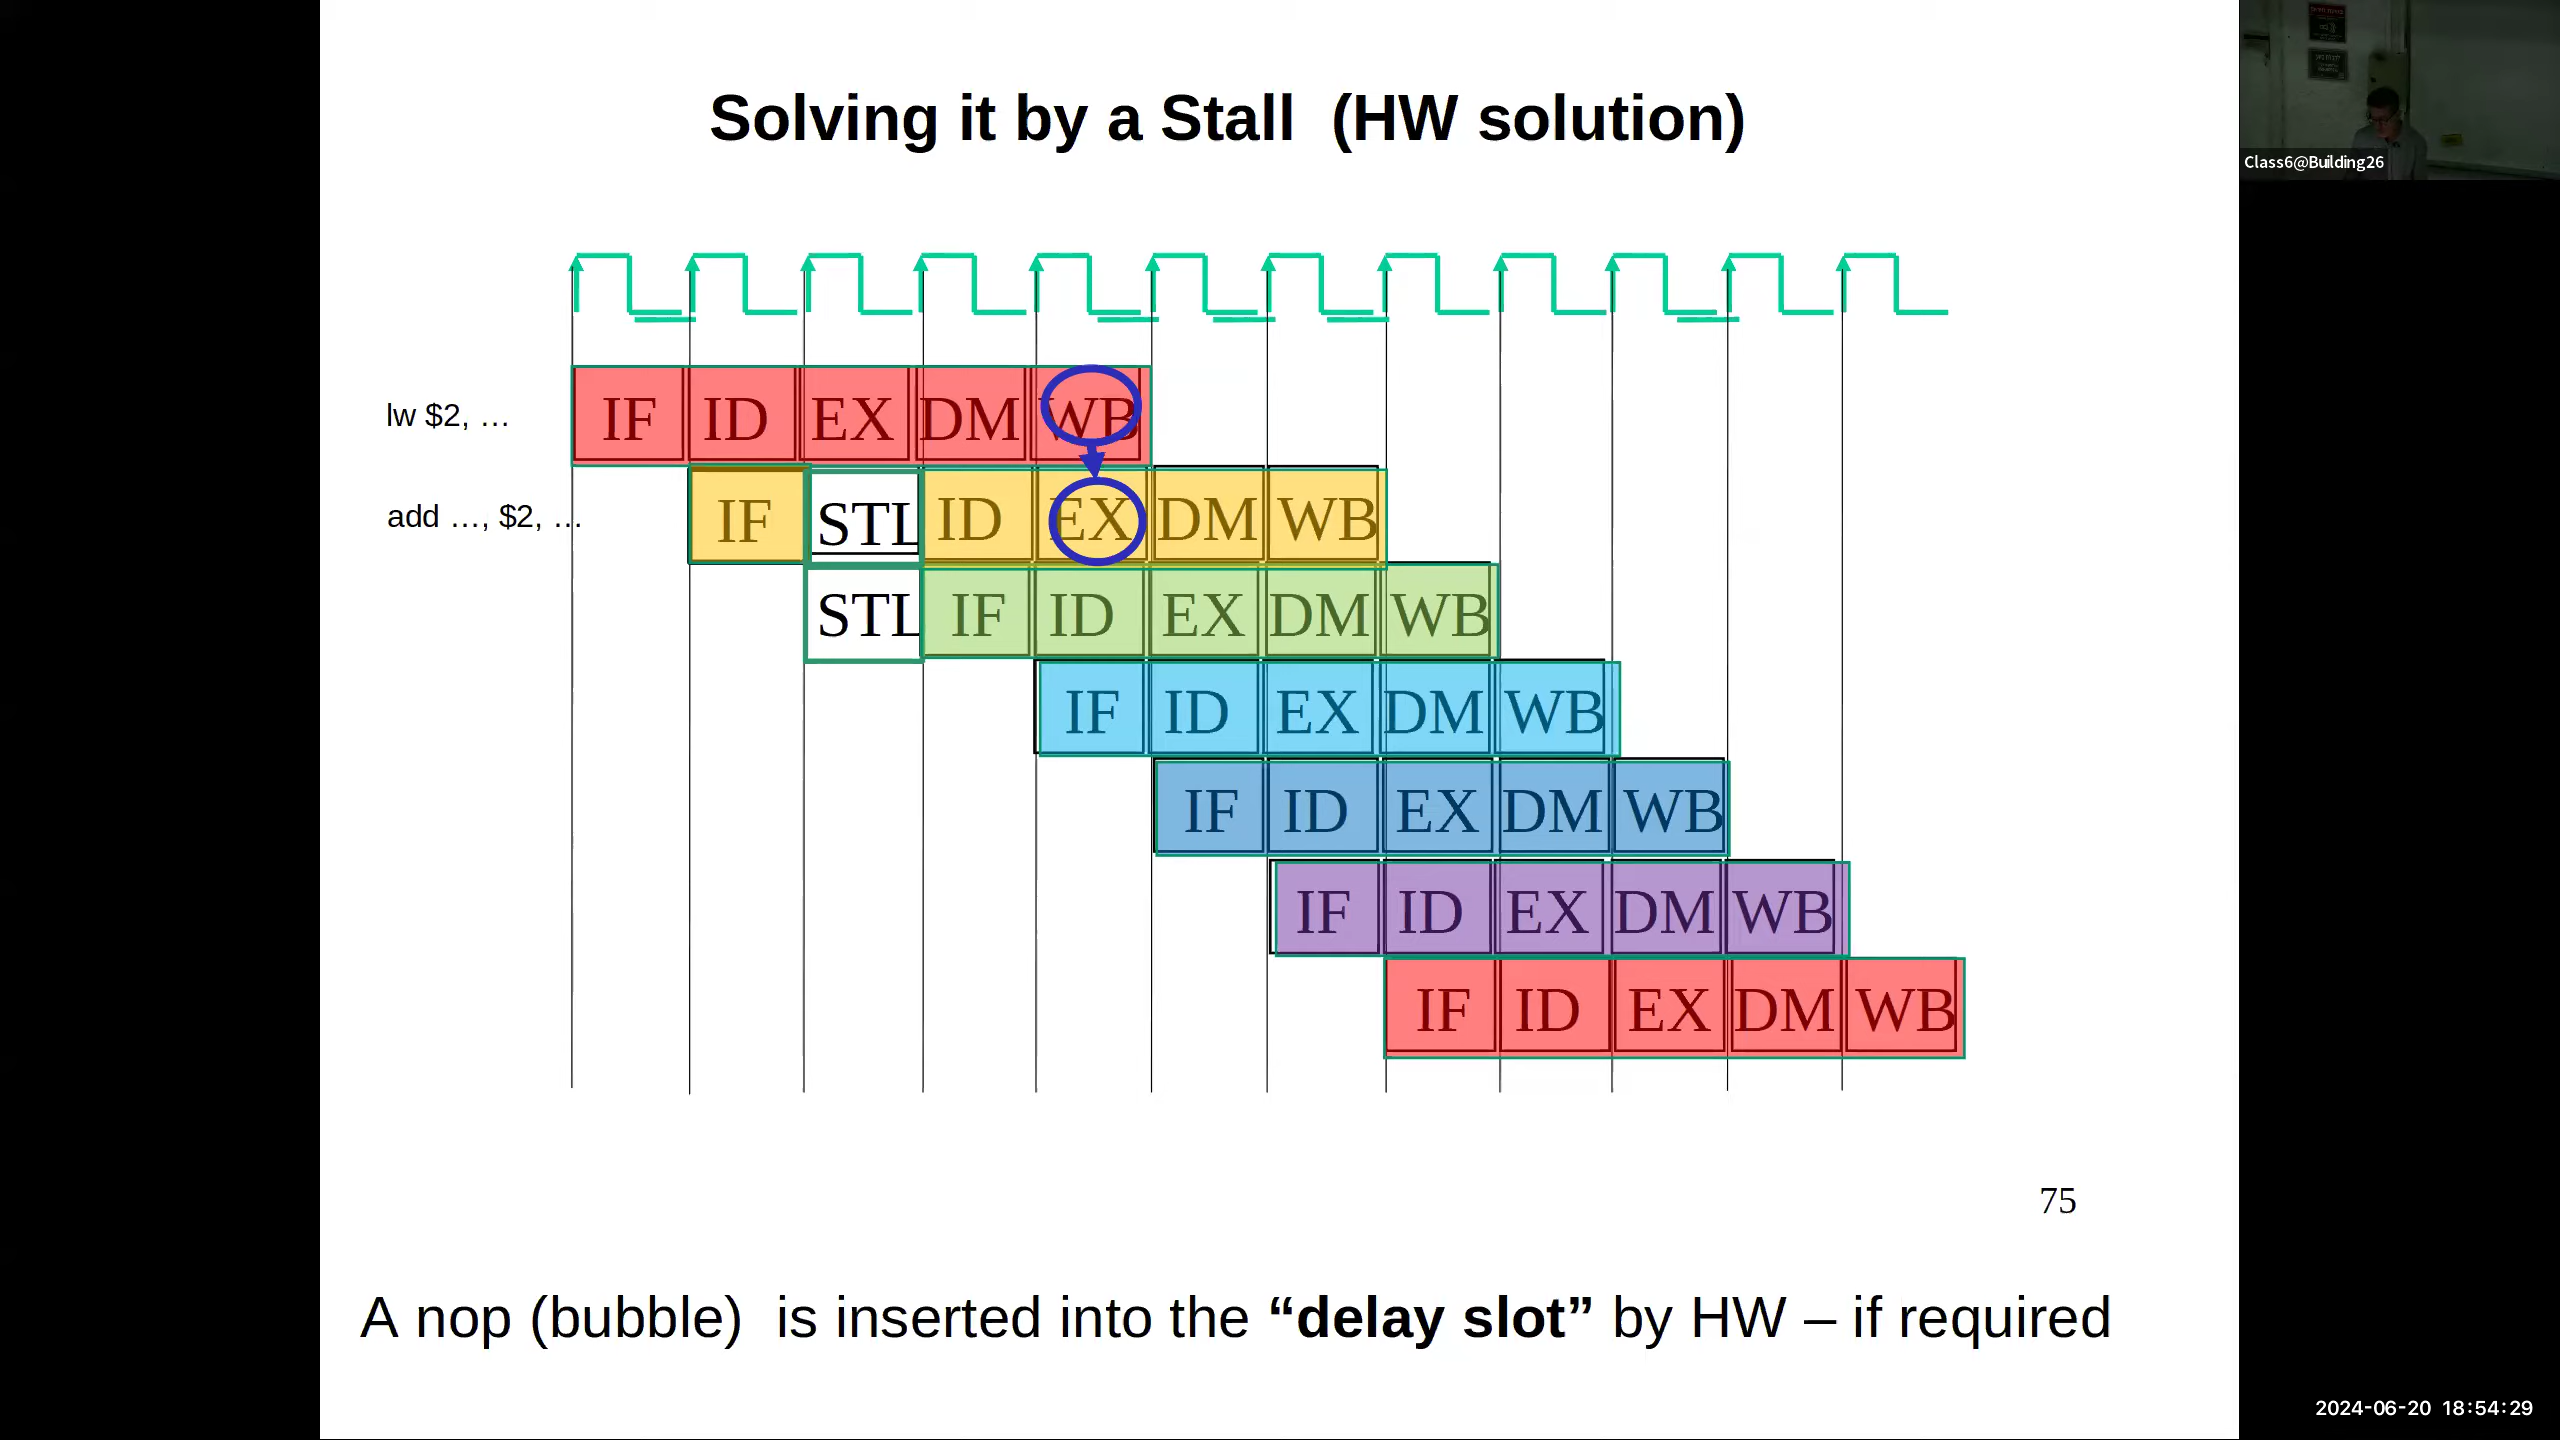 Solving it by a Stall (HW solution)
Class6@Building26
lw $2, …
IF ID EX DM WB
add …, $2, …
IF STL ID EX DM WB
STL IF ID EX DM WB
IF ID EX DM WB
IF ID EX DM WB
IF ID EX DM WB
IF ID EX DM WB
75
A nop (bubble) is inserted into the “delay slot” by HW – if required
2024-06-20 18:54:29